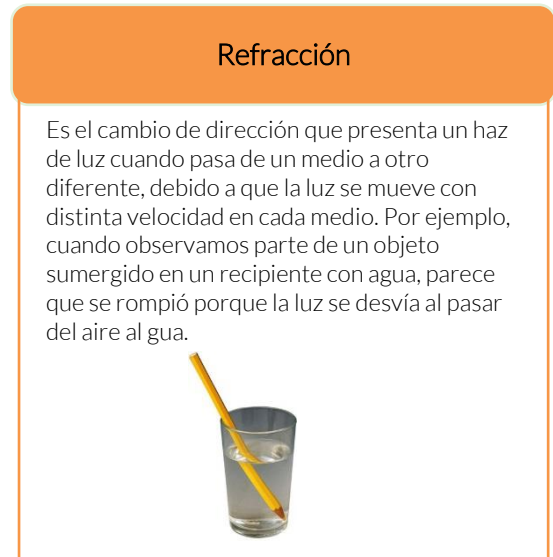 Refracción
Es el cambio de dirección que presenta un haz
de luz cuando pasa de un medio a otro
diferente, debido a que la luz se mueve con
distinta velocidad en cada medio. Por ejemplo,
cuando observamos parte de un objeto
sumergido en un recipiente con agua, parece
que se rompió porque la luz se desvía al pasar
del aire al gua.